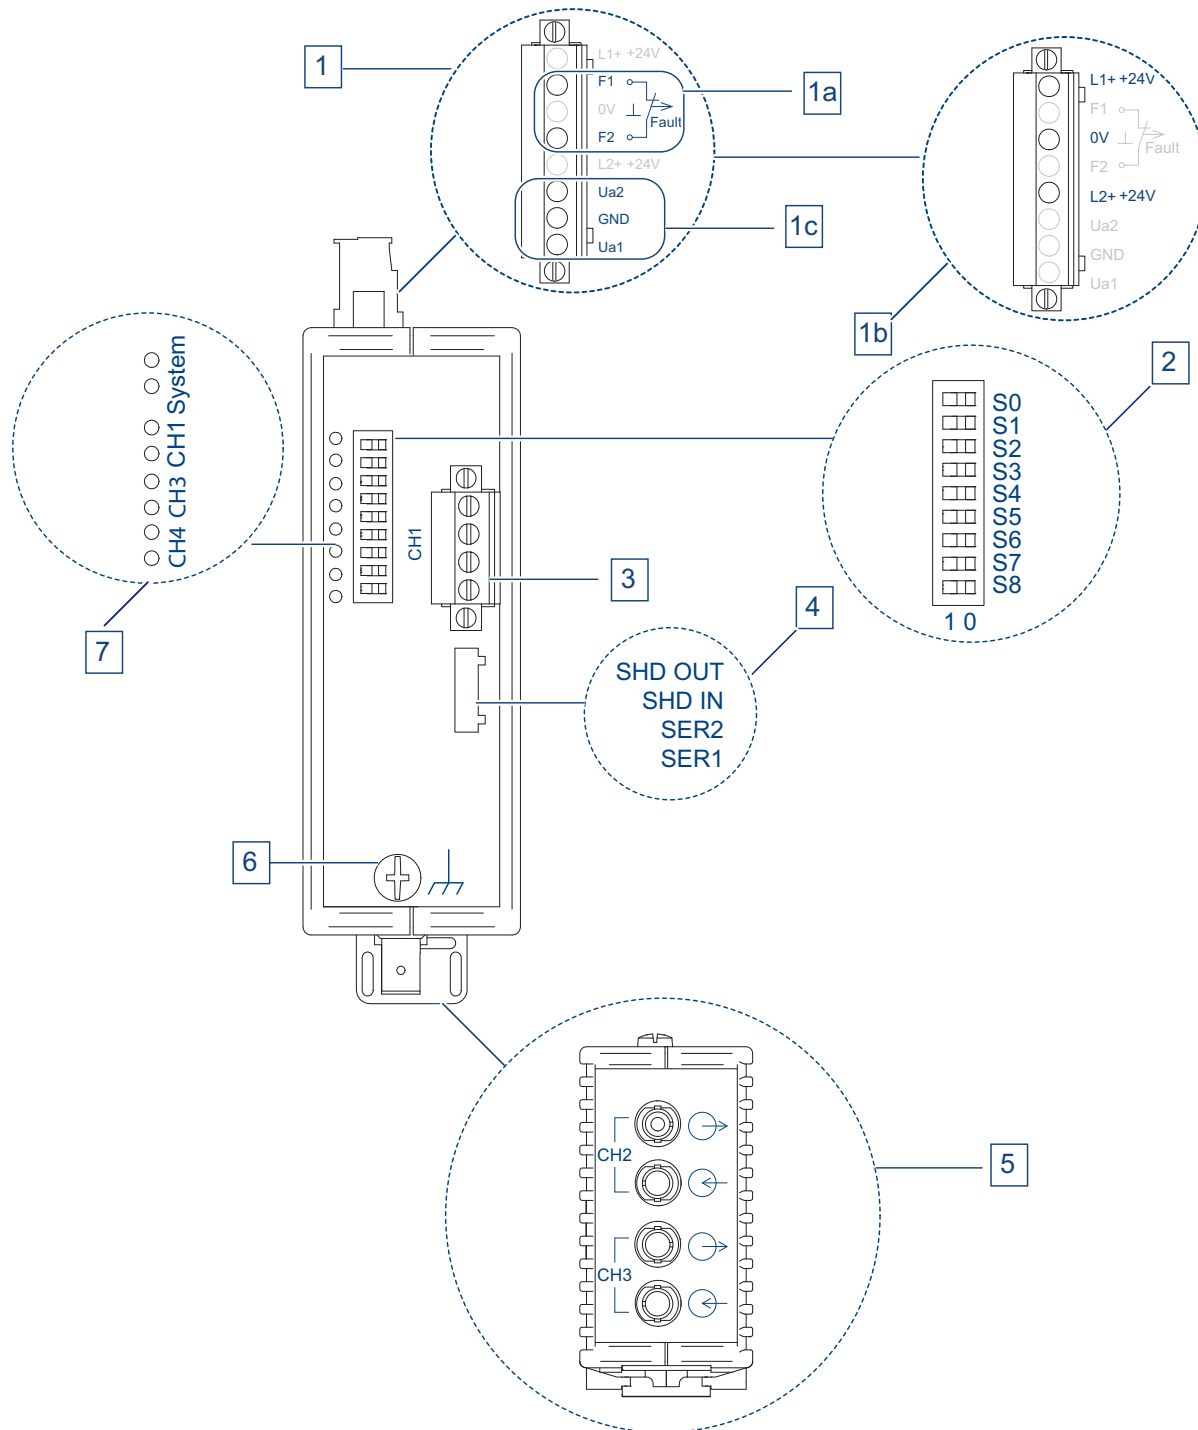 1
L1+ +24V
F1
0V
Fault
F2
L2+ +24V
Ua2
GND
Ua1
1a
1c
L1+ +24V
F1
0V
Fault
F2
L2+ +24V
Ua2
GND
Ua1
1b
2
S0
S1
S2
S3
S4
S5
S6
S7
S8
1 0
CH4 CH3 CH1 System
7
CH1
3
4
SHD OUT
SHD IN
SER2
SER1
6
CH2
CH3
5